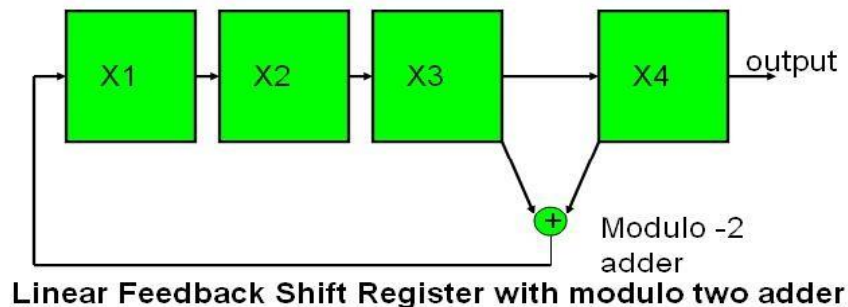 X1
X2
X3
X4
output
Modulo -2
adder
Linear Feedback Shift Register with modulo two adder